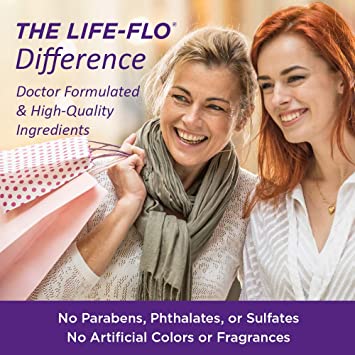 THE LIFE-FLO®
Difference
Doctor Formulated
& High-Quality
Ingredients
No Parabens, Phthalates, or Sulfates
No Artificial Colors or Fragrances